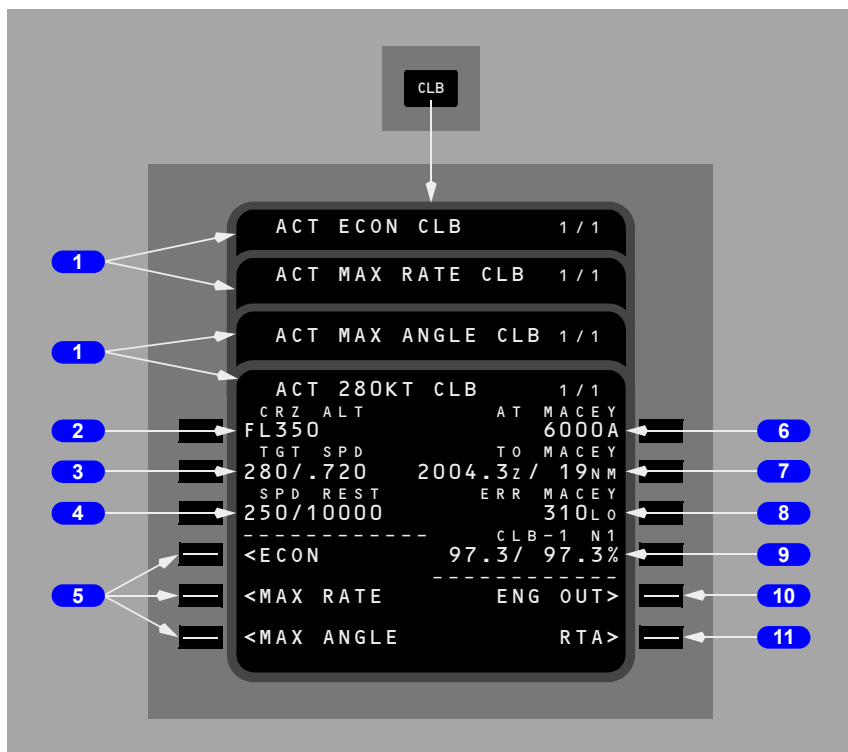 CLB
ACT ECON CLB 1/1
1
ACT MAX RATE CLB 1/1
ACT MAX ANGLE CLB 1/1
1
ACT 280KT CLB 1/1
CRZ ALT AT MACEY
2 FL350 6000A 6
TGT SPD TO MACEY
3 280/.720 2004.3Z/ 19NM 7
SPD REST ERR MACEY
4 250/10000 310LO 8
------------ CLB-1 N1
<ECON 97.3/ 97.3% 9
------------
5 <MAX RATE ENG OUT> 10
<MAX ANGLE RTA> 11